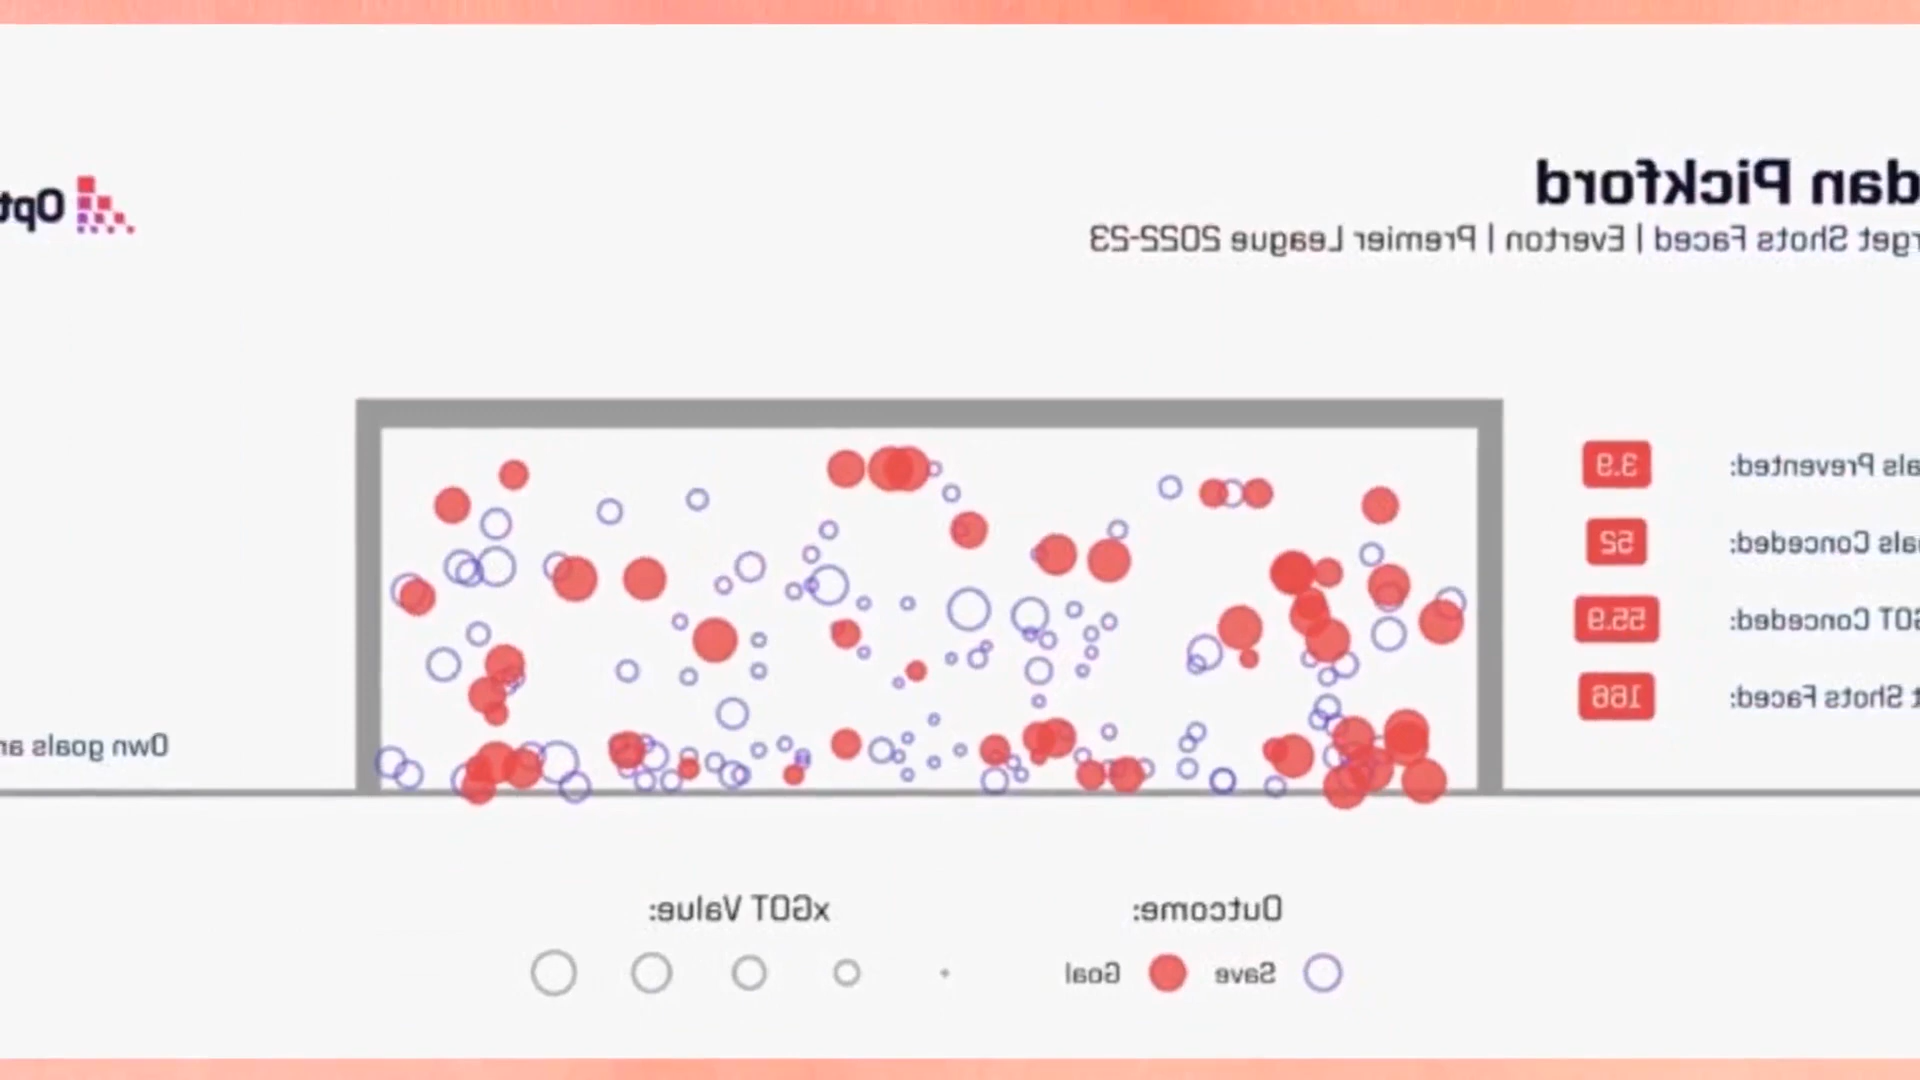 dan Pickford
rget Shots Faced | Everton | Premier League 2022-23
Opt
als Prevented: 3.9
als Conceded: 52
GOT Conceded: 55.9
t Shots Faced: 166
Own goals ar
Outcome:
Save
Goal
xGOT Value: